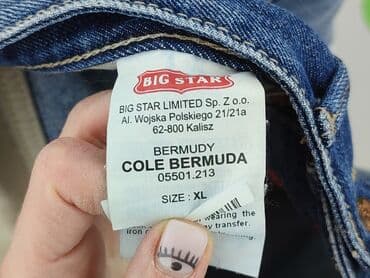 BIG STAR
BIG STAR LIMITED Sp. Z o.o.
Al. Wojska Polskiego 21/21a
62-800 Kalisz
BERMUDY
COLE BERMUDA
05501.213
SIZE : XL
wearing the
iron
transfer.